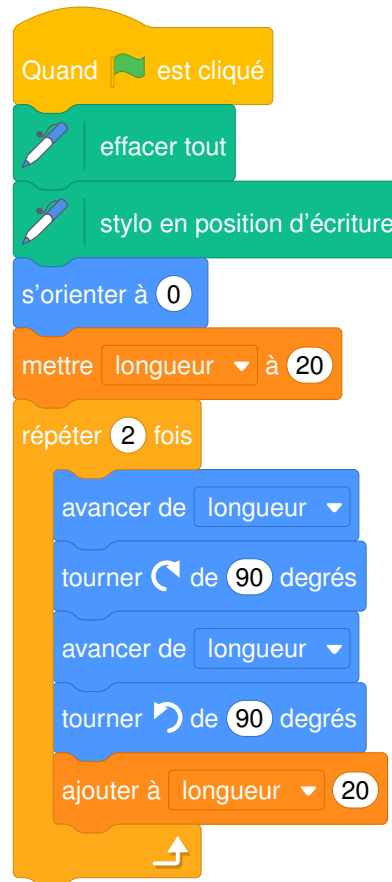 Quand est cliqué
effacer tout
stylo en position d'écriture
s'orienter à 0
mettre longueur à 20
répéter 2 fois
avancer de longueur
tourner de 90 degrés
avancer de longueur
tourner de 90 degrés
ajouter à longueur 20